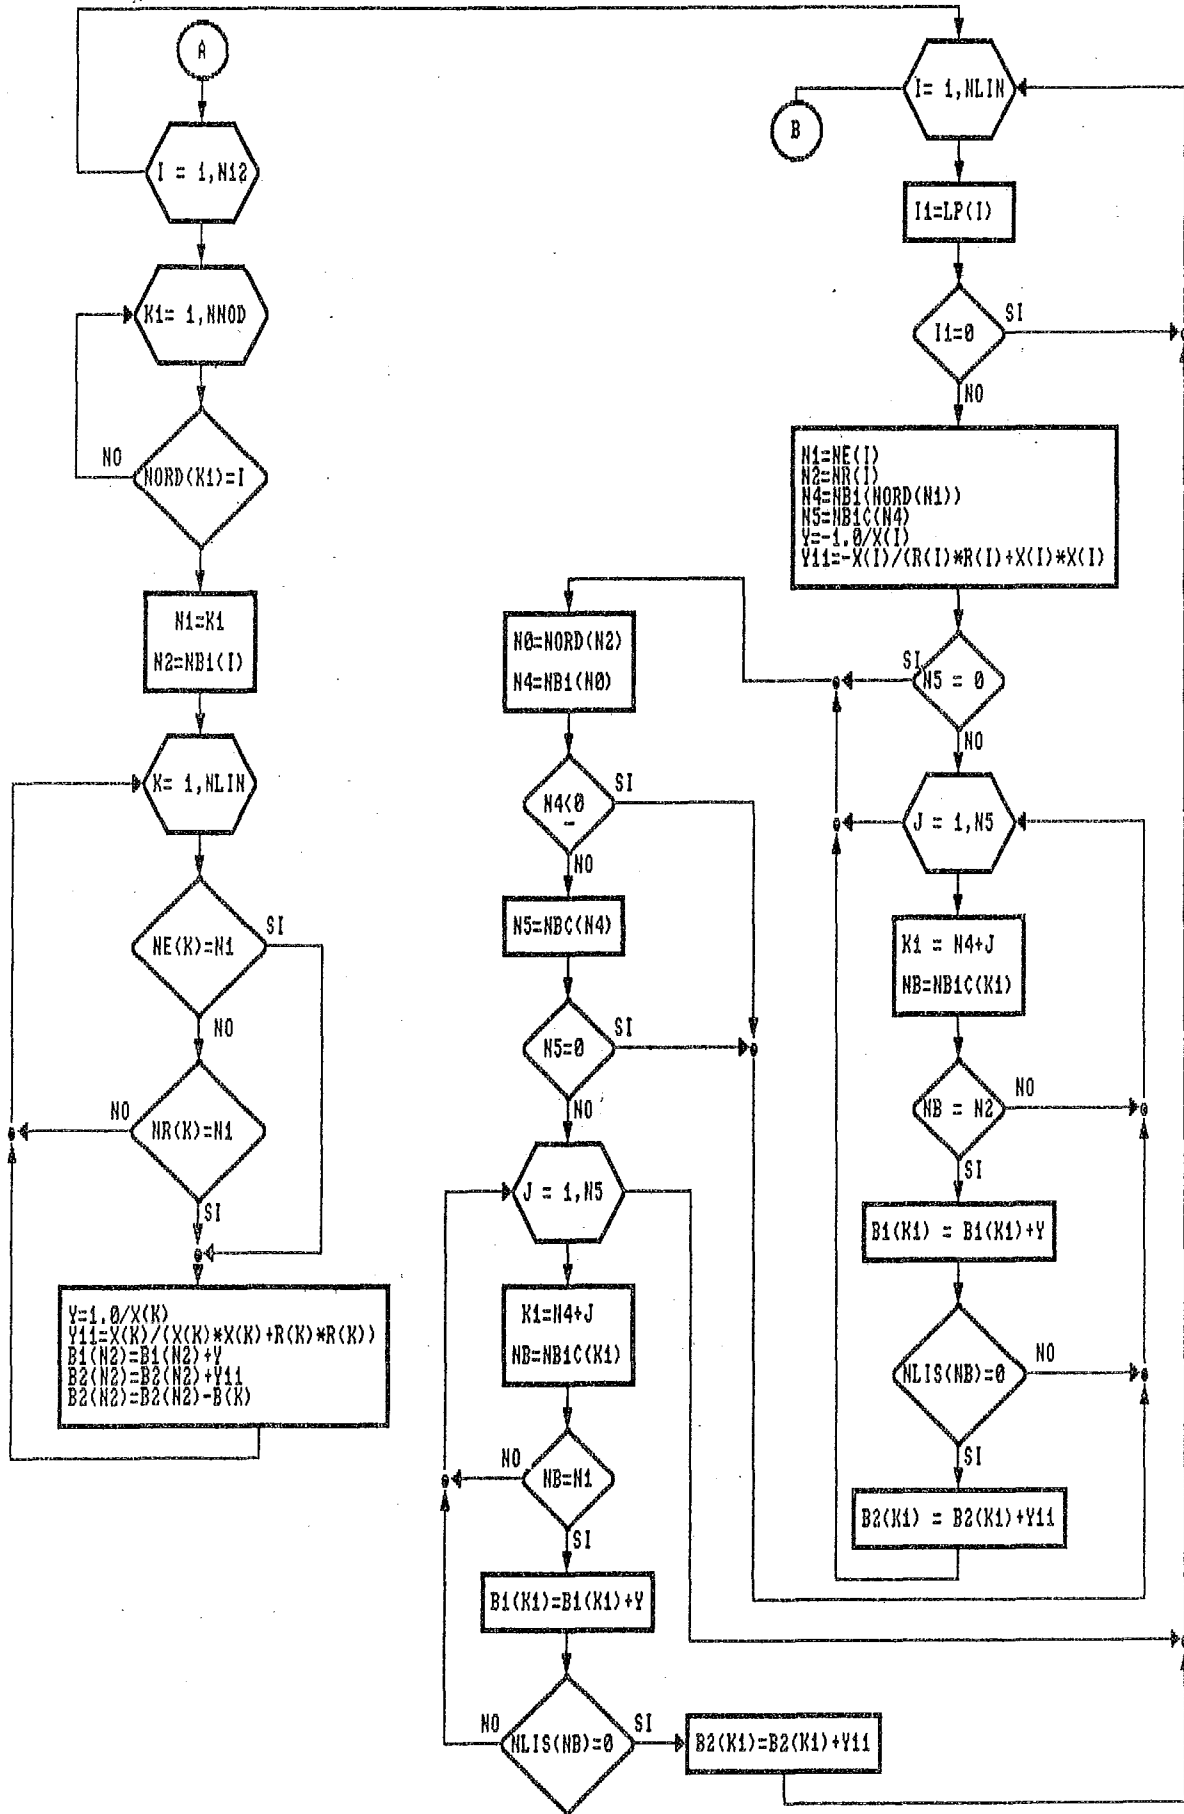 A
I = 1,N12
K1= 1,NNOD
NO
NORD(K1)=I
N1=K1
N2=NB1(I)
K= 1,NLIN
NE(K)=N1
SI
NO
NR(K)=N1
NO
SI
Y=1.0/X(K)
Y11=X(K)/(X(K)*X(K)+R(K)*R(K))
B1(N2)=B1(N2)+Y
B2(N2)=B2(N2)+Y11
B2(N2)=B2(N2)-B(K)
I= 1,NLIN
B
I1=LP(I)
I1=0
SI
NO
N1=NE(I)
N2=NR(I)
N4=NB1(NORD(N1))
N5=NB1C(N4)
Y=-1.0/X(I)
Y11=-X(I)/(R(I)*R(I)+X(I)*X(I)
SI
N5 = 0
NO
J = 1,N5
K1 = N4+J
NB=NB1C(K1)
NB = N2
NO
SI
B1(K1) = B1(K1)+Y
NLIS(NB)=0
NO
SI
B2(K1) = B2(K1)+Y11
N0=NORD(N2)
N4=NB1(N0)
N4<0
SI
NO
N5=NBC(N4)
N5=0
SI
NO
J = 1,N5
K1=N4+J
NB=NB1C(K1)
NO
NB=N1
SI
B1(K1)=B1(K1)+Y
NO
NLIS(NB)=0
SI
B2(K1)=B2(K1)+Y11